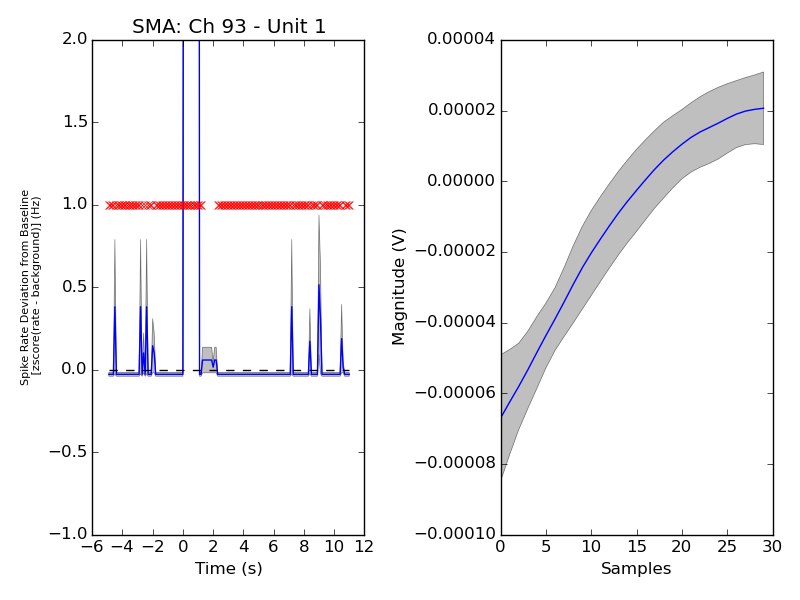 SMA: Ch 93 - Unit 1
Spike Rate Deviation from Baseline
[zscore(rate - background)] (Hz)
2.0
1.5
1.0
0.5
0.0
−0.5
−1.0
−6 −4 −2 0 2 4 6 8 10 12
Time (s)
Magnitude (V)
0.00004
0.00002
0.00000
−0.00002
−0.00004
−0.00006
−0.00008
−0.00010
0 5 10 15 20 25 30
Samples